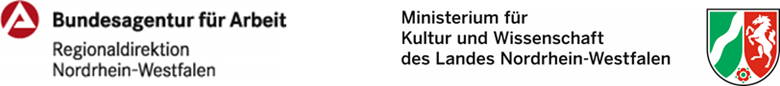 Bundesagentur für Arbeit
Regionaldirektion
Nordrhein-Westfalen
Ministerium für
Kultur und Wissenschaft
des Landes Nordrhein-Westfalen